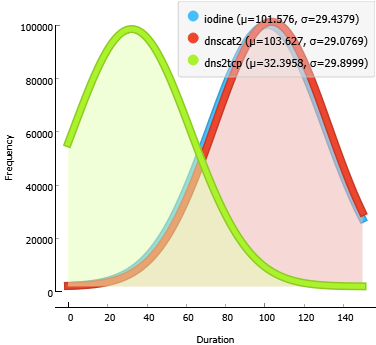 iodine (μ=101.576, σ=29.4379)
dnscat2 (μ=103.627, σ=29.0769)
dns2tcp (μ=32.3958, σ=29.8999)
100000
80000
60000
40000
20000
0
Frequency
0 20 40 60 80 100 120 140
Duration